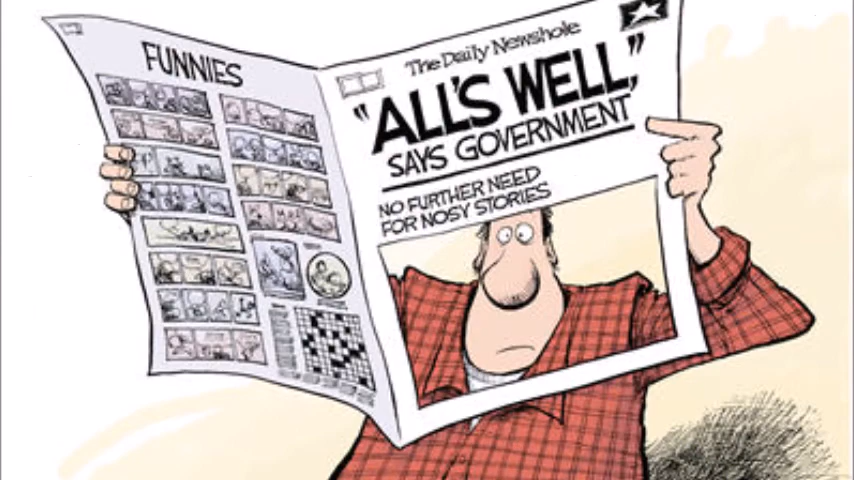 FUNNIES
The Daily Newshole
"ALL'S WELL,"
SAYS GOVERNMENT
NO FURTHER NEED
FOR NOSY STORIES